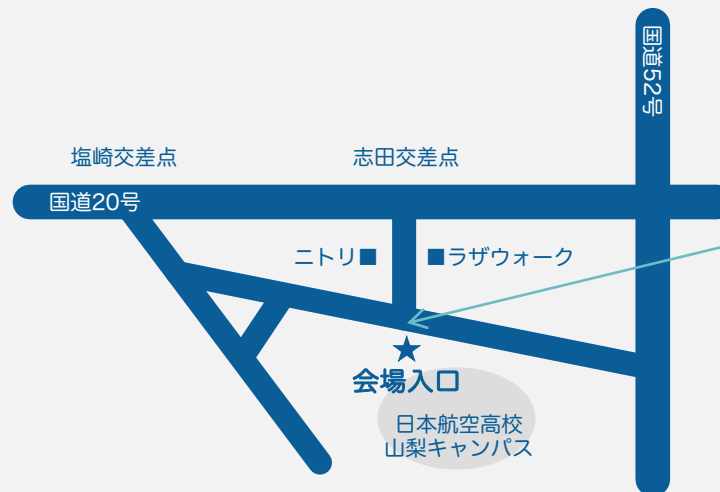 国道52号
塩崎交差点
志田交差点
国道20号
ニトリ■
■ラザウォーク
★
会場入口
日本航空高校
山梨キャンパス